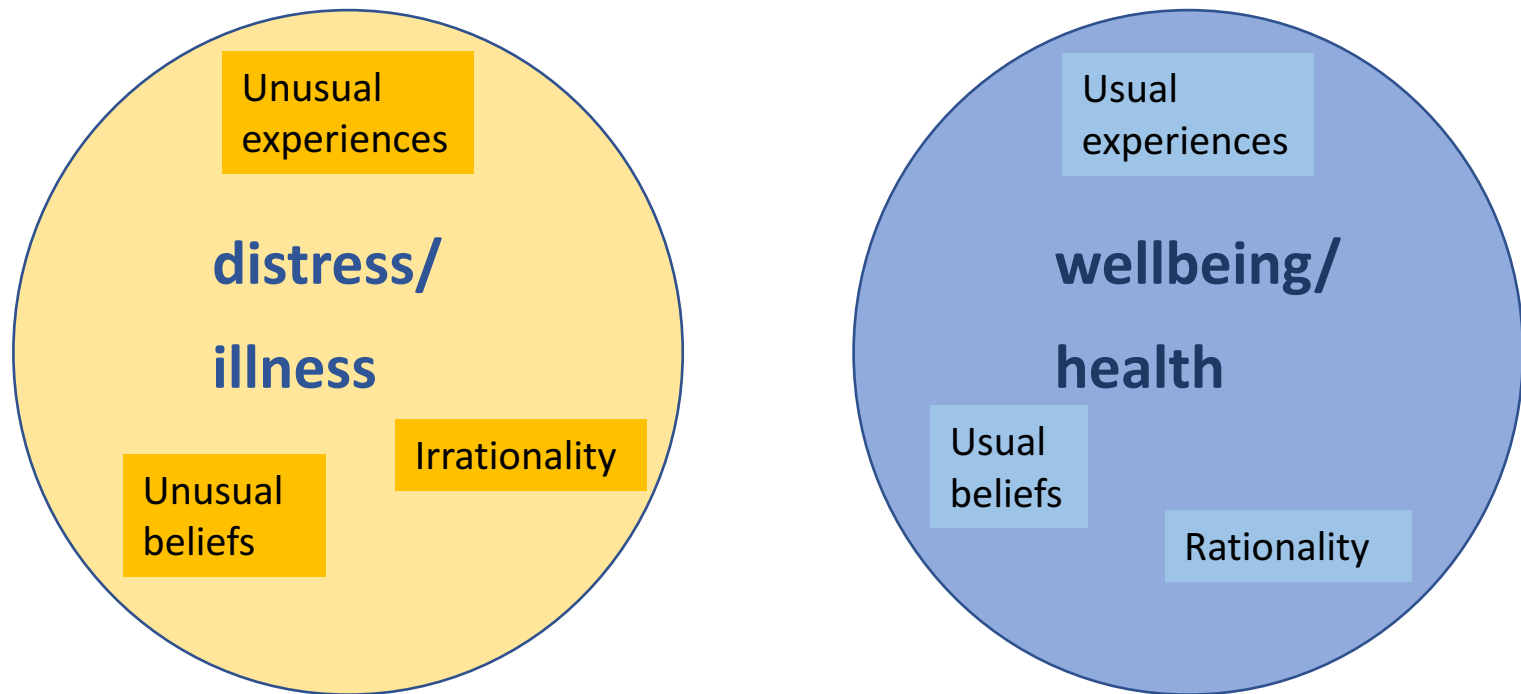 Unusual
experiences
distress/
illness
Irrationality
Unusual
beliefs
Usual
experiences
wellbeing/
health
Usual
beliefs
Rationality